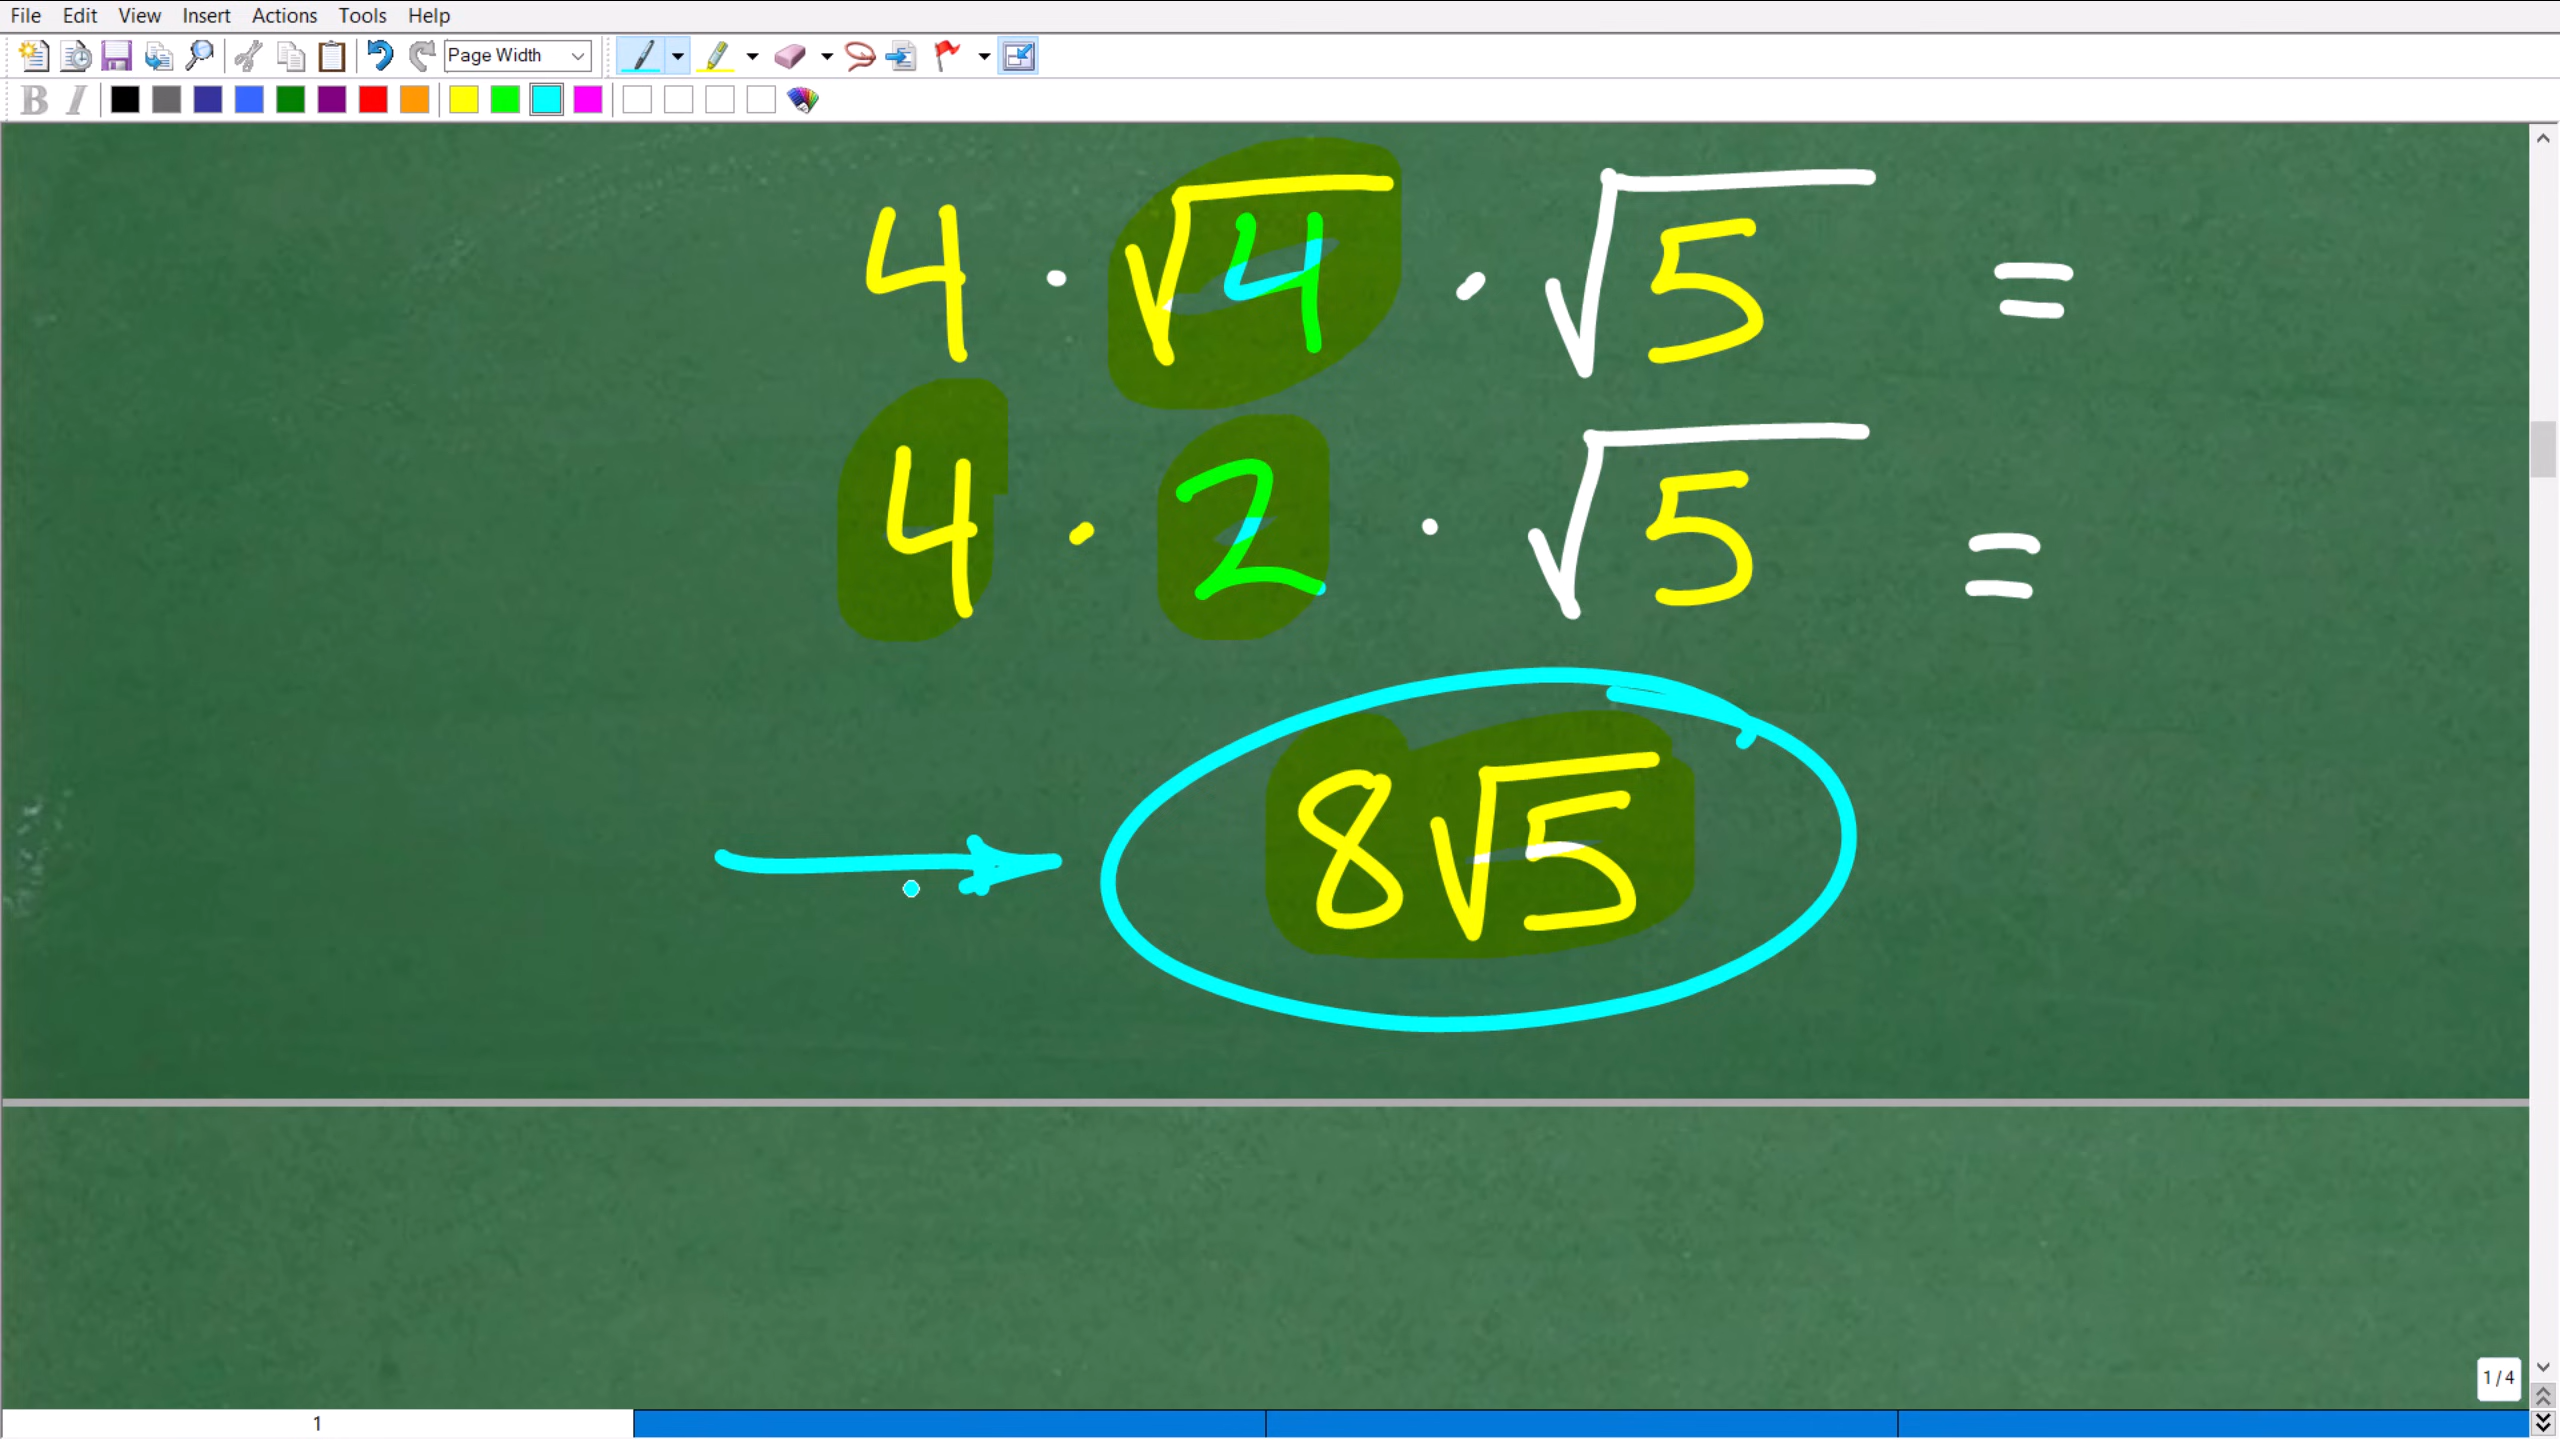 File Edit View Insert Actions Tools Help
Page Width
B I
4 · √4 · √5 =
4 · 2 · √5 =
8√5
1 / 4
1